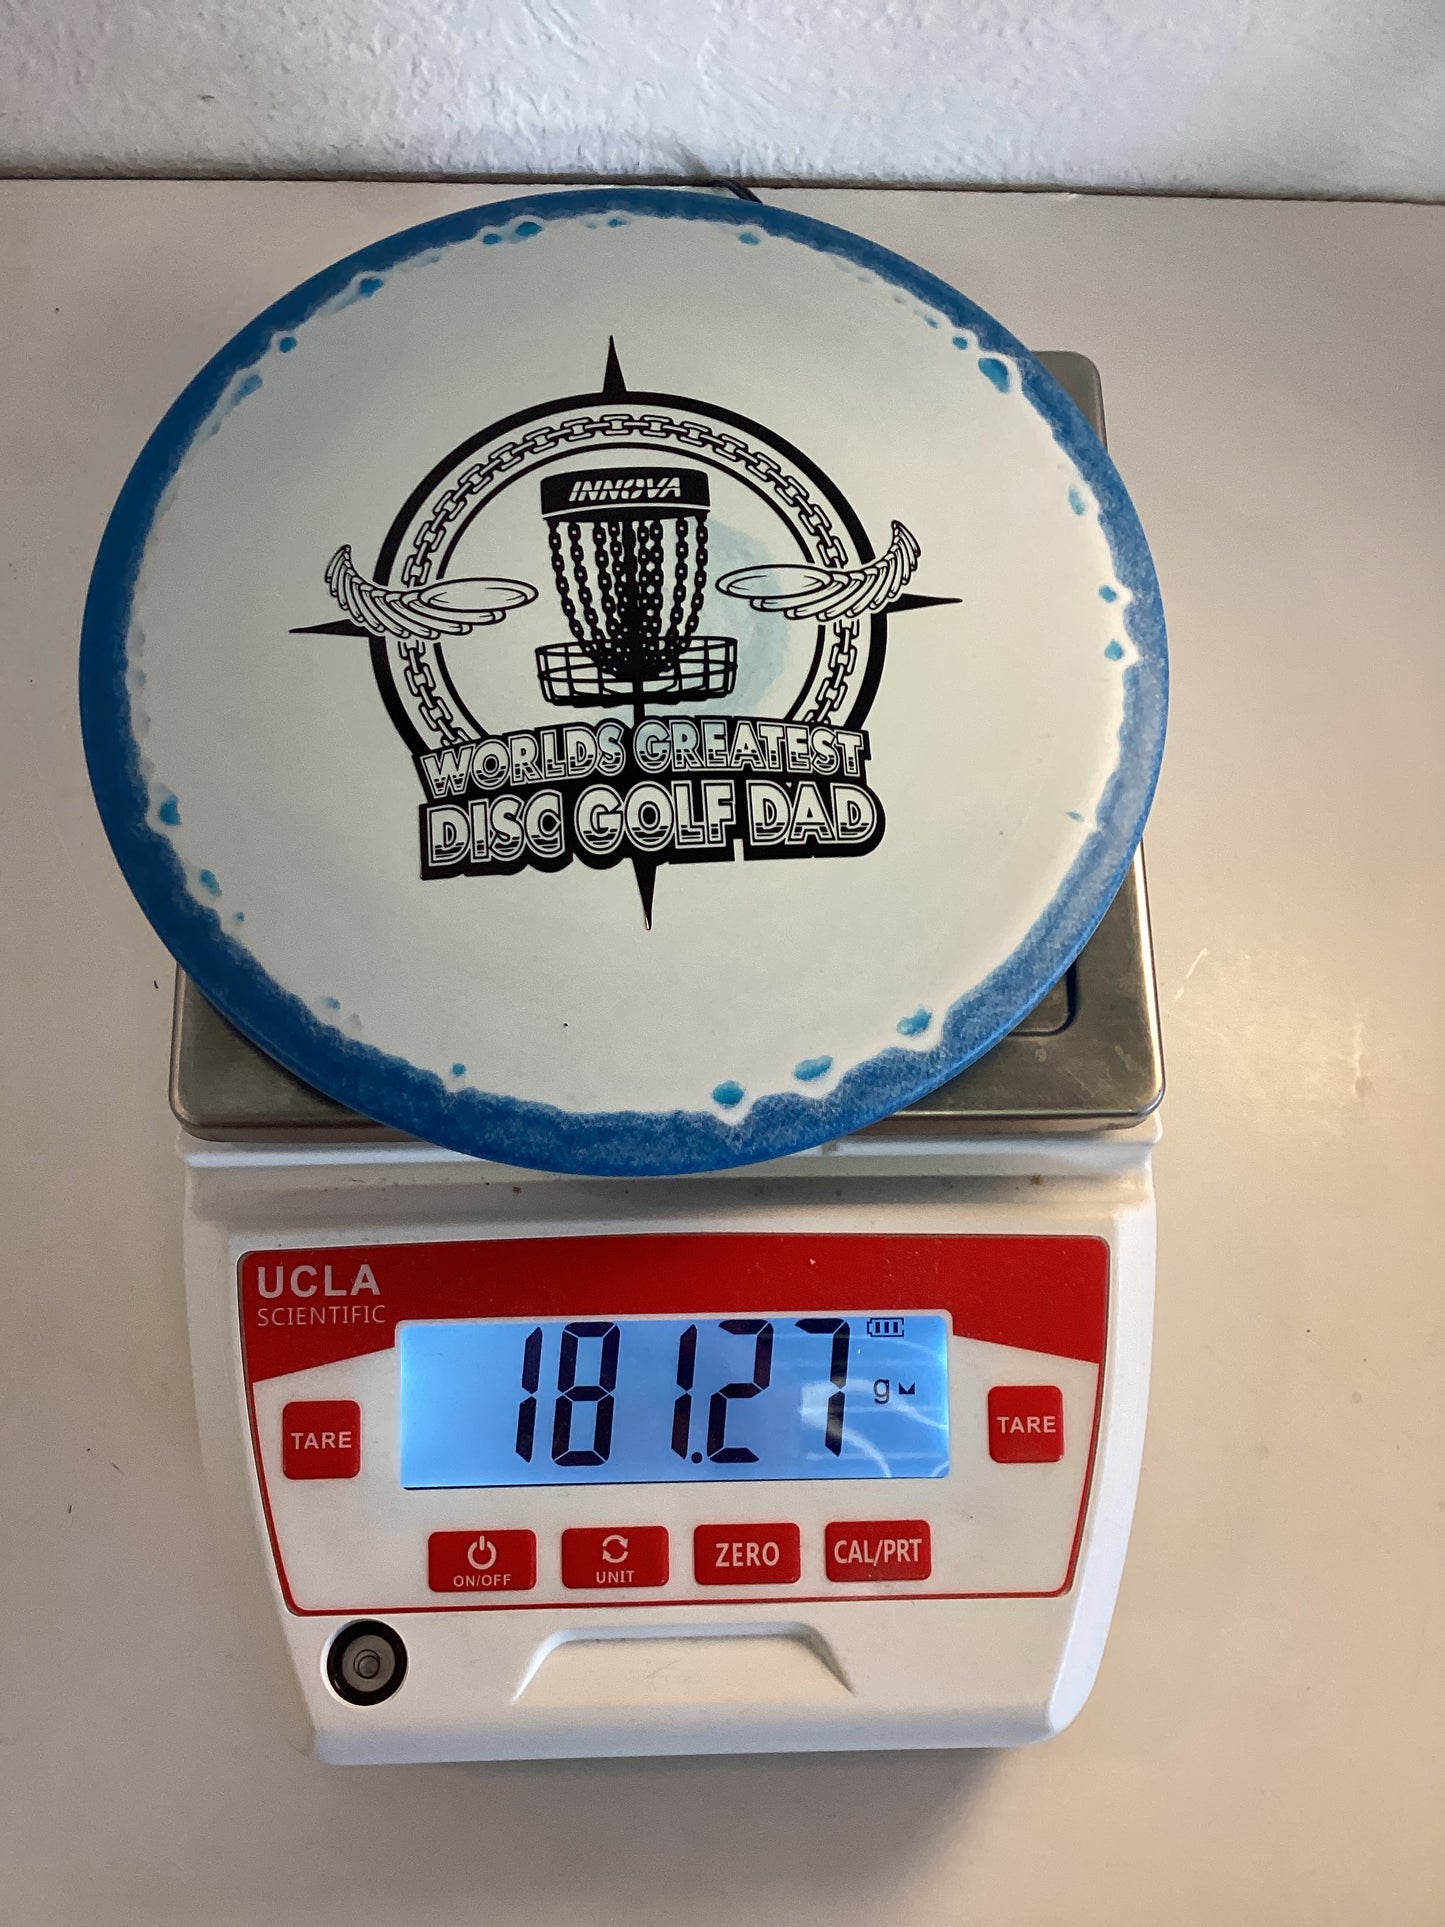 INNOVA
WORLDS GREATEST
DISC GOLF DAD
UCLA
SCIENTIFIC
181.27
g
TARE
TARE
ON/OFF
UNIT
ZERO
CAL/PRT